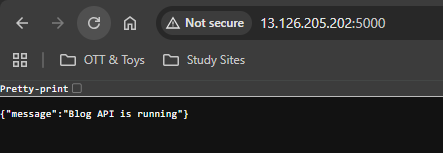 Not secure 13.126.205.202:5000
OTT & Toys Study Sites
Pretty-print
{"message":"Blog API is running"}